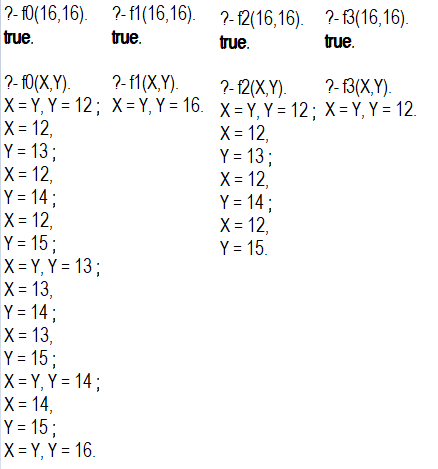 ?- f0(16,16).
true.
?- f0(X,Y).
X = Y, Y = 12 ;
X = 12,
Y = 13 ;
X = 12,
Y = 14 ;
X = 12,
Y = 15 ;
X = Y, Y = 13 ;
X = 13,
Y = 14 ;
X = 13,
Y = 15 ;
X = Y, Y = 14 ;
X = 14,
Y = 15 ;
X = Y, Y = 16.
?- f1(16,16).
true.
?- f1(X,Y).
X = Y, Y = 16.
?- f2(16,16).
true.
?- f2(X,Y).
X = Y, Y = 12 ;
X = 12,
Y = 13 ;
X = 12,
Y = 14 ;
X = 12,
Y = 15.
?- f3(16,16).
true.
?- f3(X,Y).
X = Y, Y = 12.